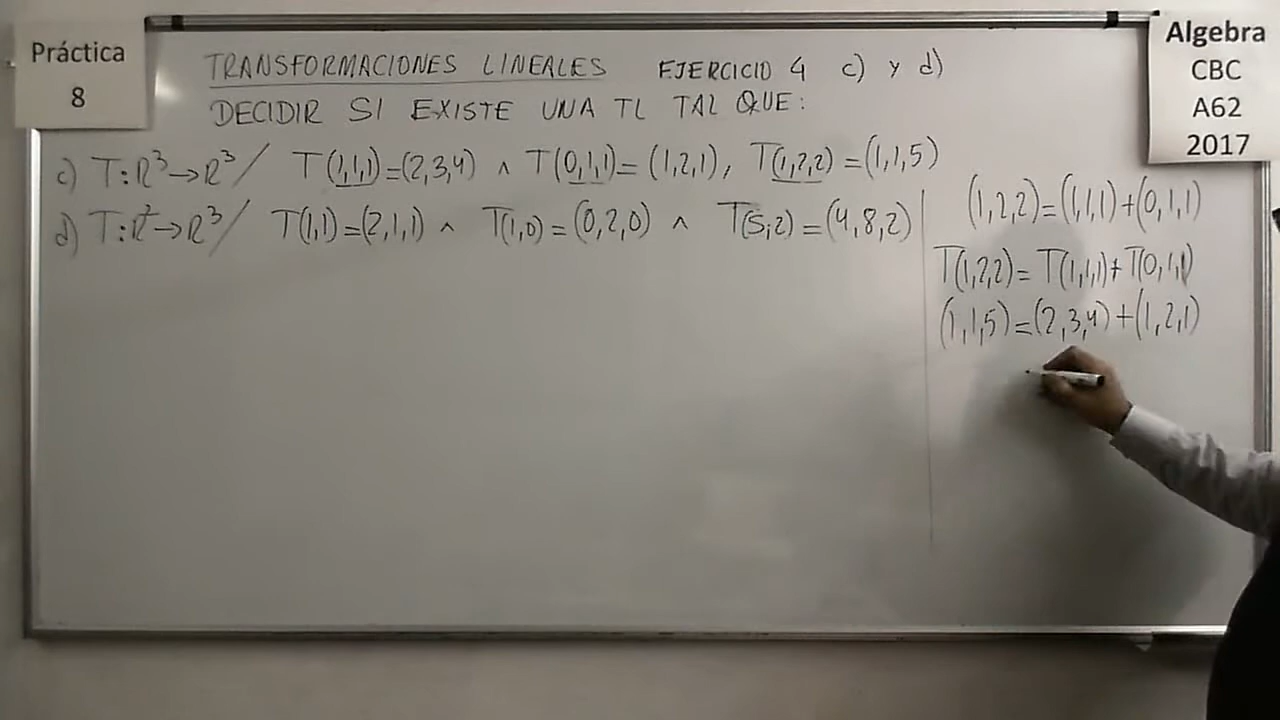 Práctica
8
Algebra
CBC
A62
2017
TRANSFORMACIONES LINEALES EJERCICIO 4 c) y d)
DECIDIR SI EXISTE UNA TL TAL QUE:
c) T:R³→R³/ T(1,1,1)=(2,3,4) ∧ T(0,1,1)=(1,2,1), T(1,2,2)=(1,1,5)
d) T:R²→R³/ T(1,1)=(2,1,1) ∧ T(1,0)=(0,2,0) ∧ T(5,2)=(4,8,2)
(1,2,2)=(1,1,1)+(0,1,1)
T(1,2,2)=T(1,1,1)+T(0,1,1)
(1,1,5)=(2,3,4)+(1,2,1)